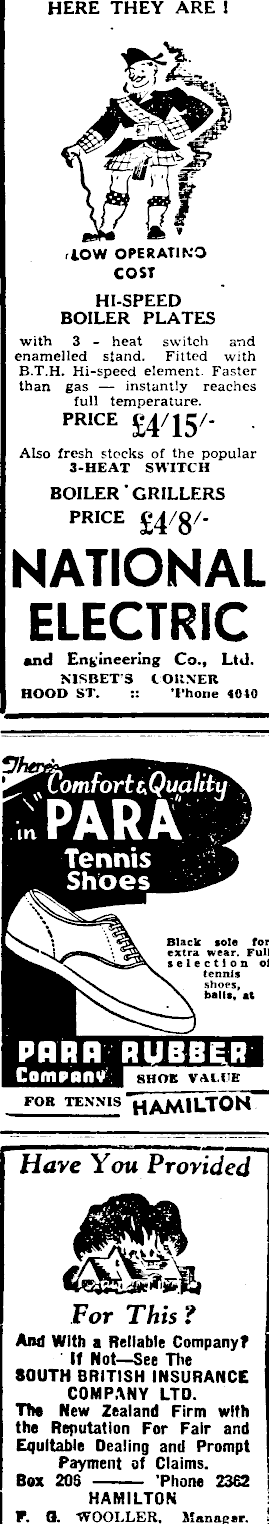 HERE THEY ARE !
LOW OPERATING
COST
HI-SPEED
BOILER PLATES
with 3 - heat switch and
enamelled stand. Fitted with
B.T.H. Hi-speed element. Faster
than gas — instantly reaches
full temperature.
PRICE £4/15/-
Also fresh stocks of the popular
3-HEAT SWITCH
BOILER GRILLERS
PRICE £4/8/-
NATIONAL
ELECTRIC
and Engineering Co., Ltd.
NISBET'S CORNER
HOOD ST. :: 'Phone 4040
There's
"Comfort & Quality"
in PARA
Tennis
Shoes
Black sole for
extra wear. Full
selection of
tennis
shoes,
balls, at
PARA RUBBER
Company SHOE VALUE
FOR TENNIS HAMILTON
Have You Provided
For This?
And With a Reliable Company?
If Not—See The
SOUTH BRITISH INSURANCE
COMPANY LTD.
The New Zealand Firm with
the Reputation For Fair and
Equitable Dealing and Prompt
Payment of Claims.
Box 206 —— 'Phone 2362
HAMILTON
F. G. WOOLLER, Manager.